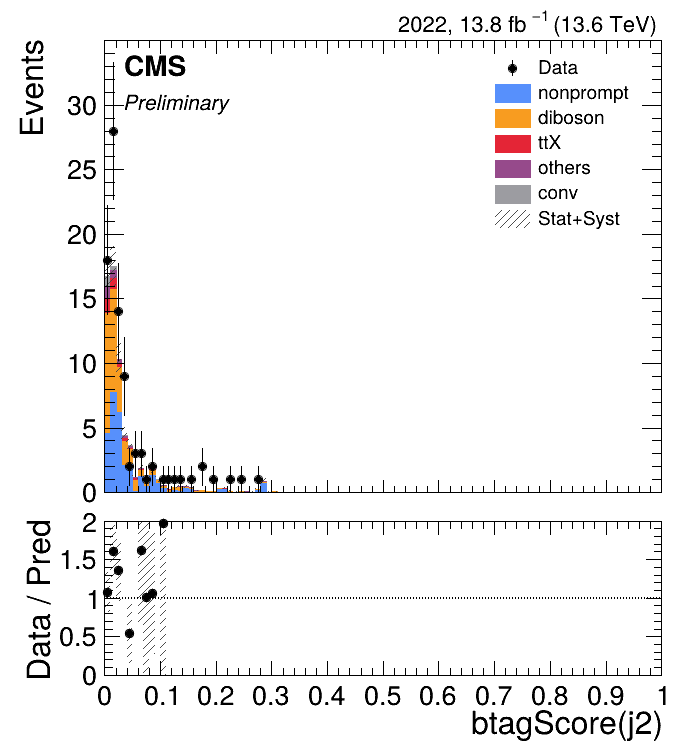 2022, 13.8 fb⁻¹ (13.6 TeV)
CMS
Preliminary
Events
Data
nonprompt
diboson
ttX
others
conv
Stat+Syst
30
25
20
15
10
5
0
Data / Pred
2
1.5
1
0.5
0
0 0.1 0.2 0.3 0.4 0.5 0.6 0.7 0.8 0.9 1
btagScore(j2)